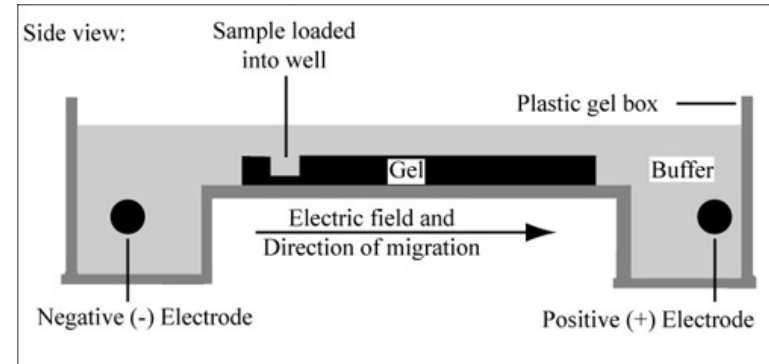 Side view:
Sample loaded
into well
Plastic gel box
Gel
Buffer
Electric field and
Direction of migration
Negative (-) Electrode
Positive (+) Electrode